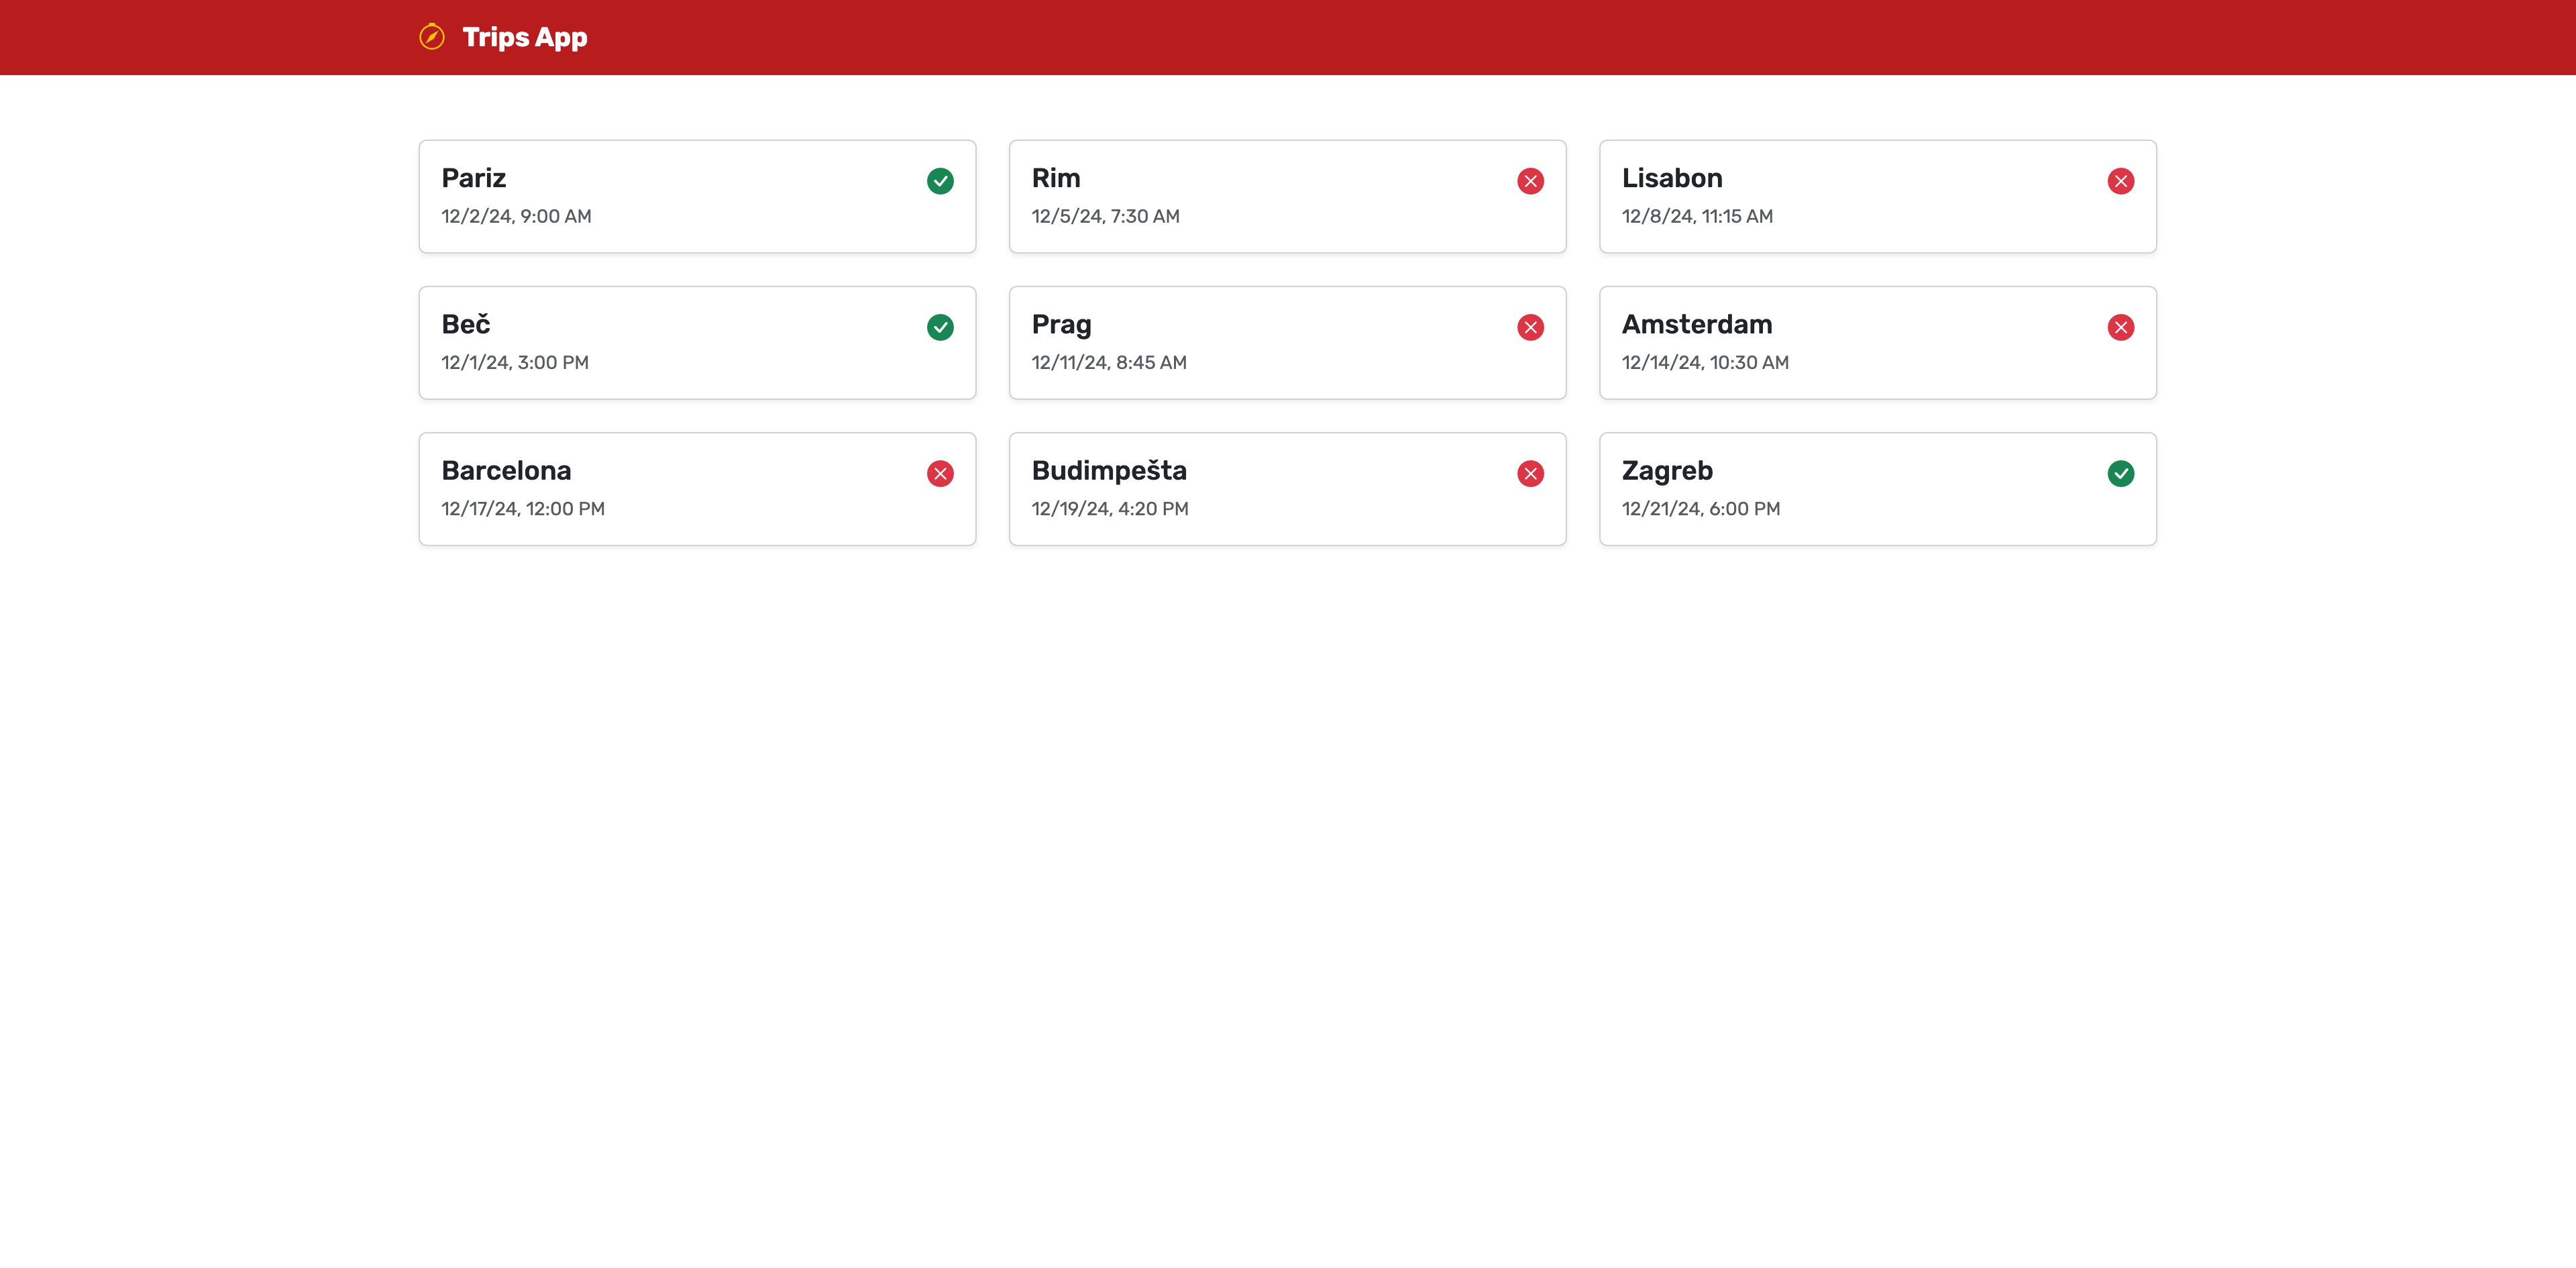 Trips App
Pariz
12/2/24, 9:00 AM
Rim
12/5/24, 7:30 AM
Lisabon
12/8/24, 11:15 AM
Beč
12/1/24, 3:00 PM
Prag
12/11/24, 8:45 AM
Amsterdam
12/14/24, 10:30 AM
Barcelona
12/17/24, 12:00 PM
Budimpešta
12/19/24, 4:20 PM
Zagreb
12/21/24, 6:00 PM